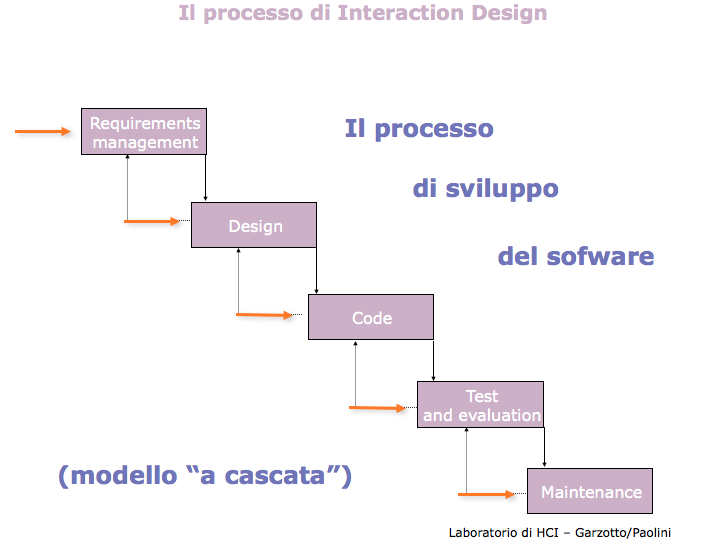 Il processo di Interaction Design
Requirements
management
Il processo
di sviluppo
Design
del sofware
Code
Test
and evaluation
(modello “a cascata”)
Maintenance
Laboratorio di HCI – Garzotto/Paolini